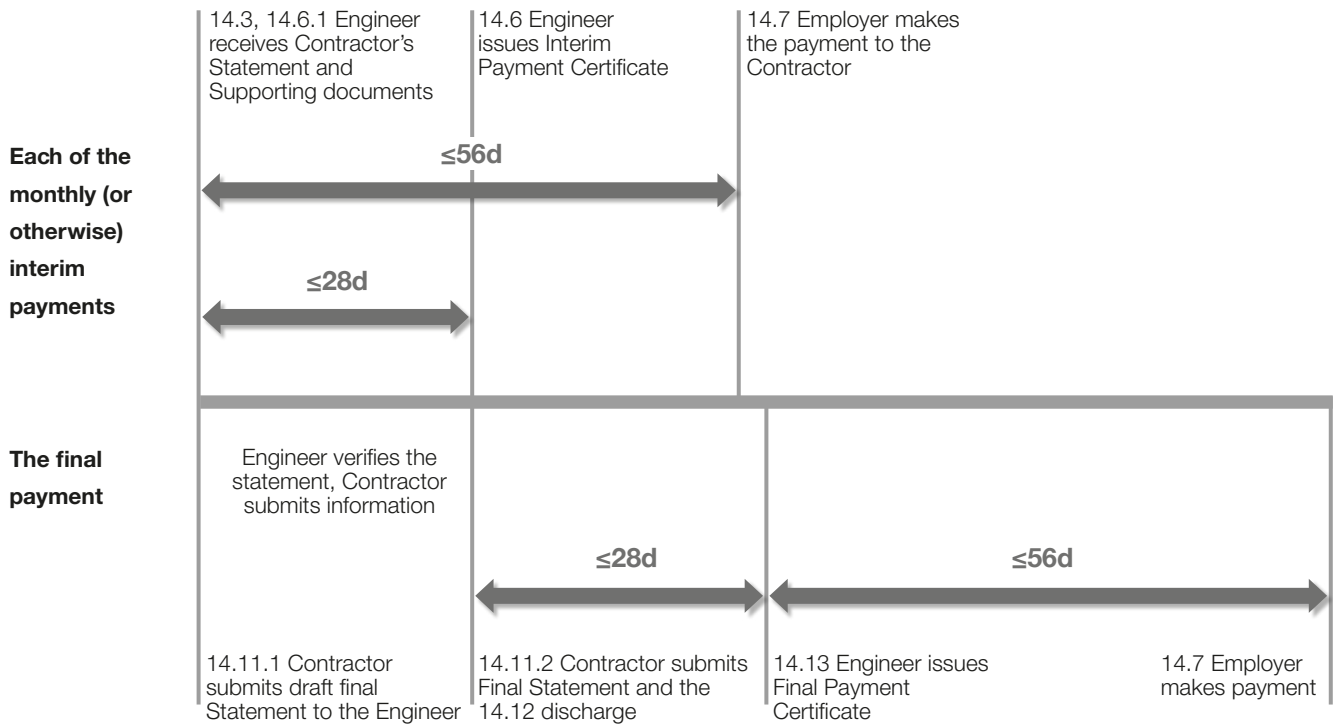 14.3, 14.6.1 Engineer
receives Contractor’s
Statement and
Supporting documents
14.6 Engineer
issues Interim
Payment Certificate
14.7 Employer makes
the payment to the
Contractor
Each of the
monthly (or
otherwise)
interim
payments
≤56d
≤28d
The final
payment
Engineer verifies the
statement, Contractor
submits information
≤28d
≤56d
14.11.1 Contractor
submits draft final
Statement to the Engineer
14.11.2 Contractor submits
Final Statement and the
14.12 discharge
14.13 Engineer issues
Final Payment
Certificate
14.7 Employer
makes payment